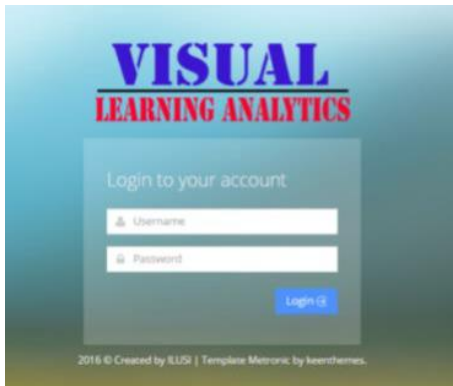 VISUAL
LEARNING ANALYTICS
Login to your account
Username
Password
Login
2016 © Created by ILUSI | Template Metronic by keenthemes.